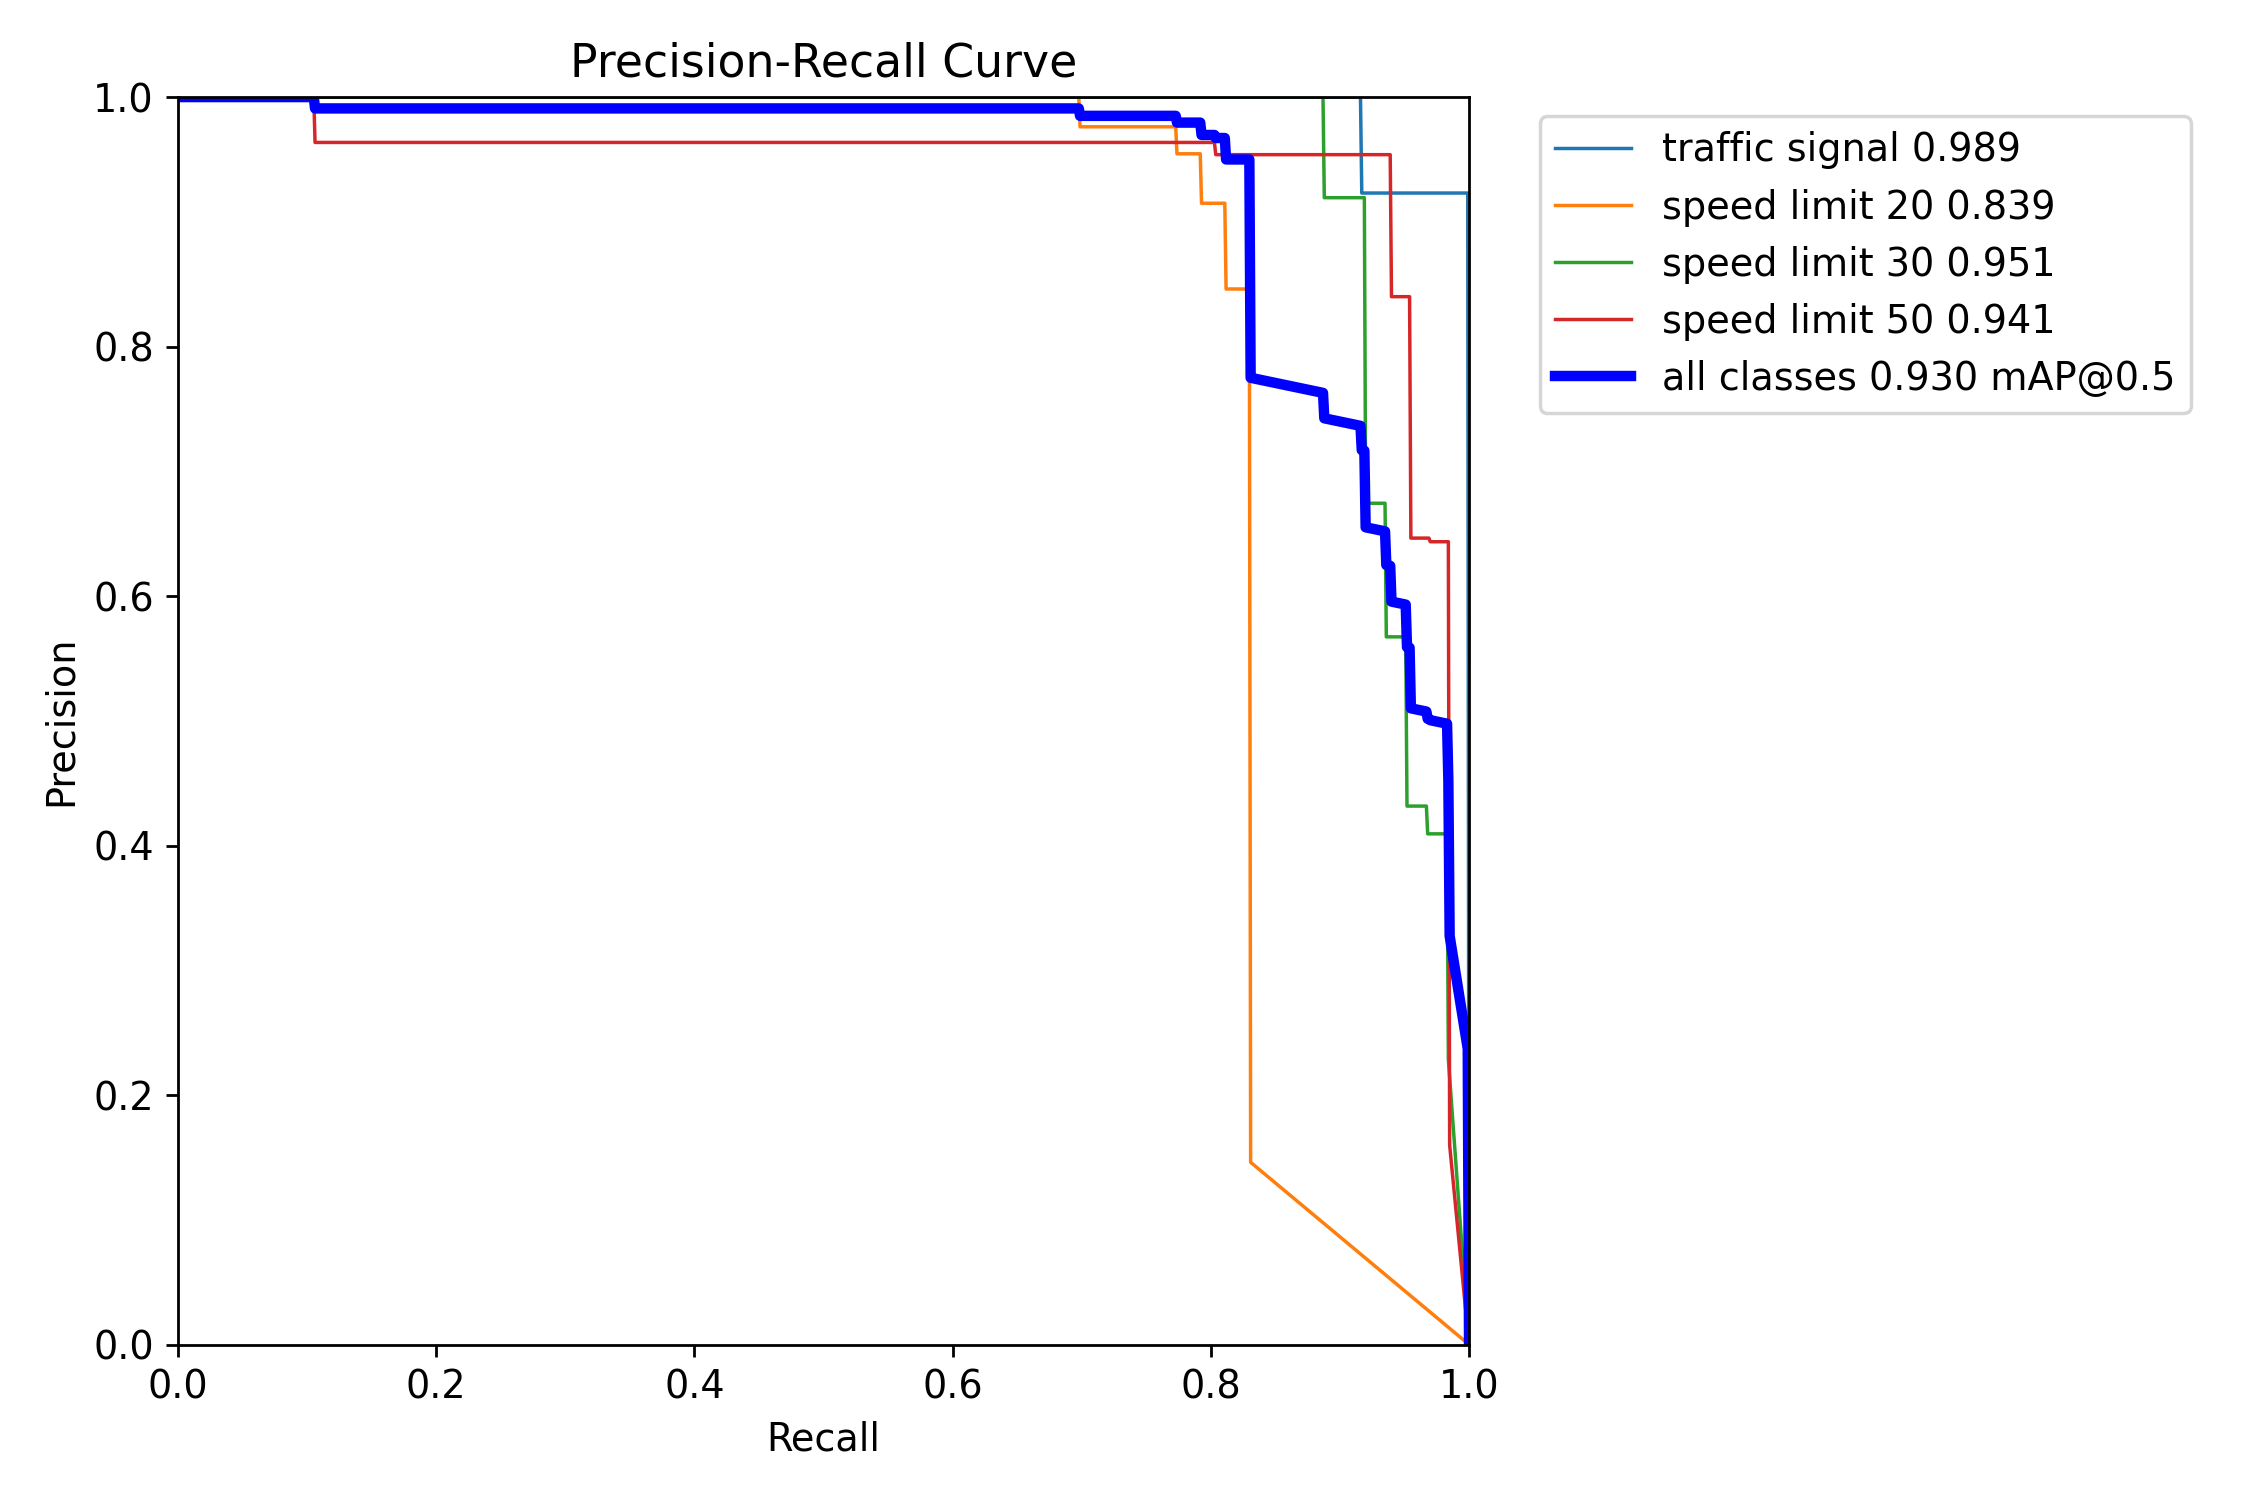 Precision-Recall Curve
1.0
0.8
0.6
0.4
0.2
0.0
Precision
0.0 0.2 0.4 0.6 0.8 1.0
Recall
traffic signal 0.989
speed limit 20 0.839
speed limit 30 0.951
speed limit 50 0.941
all classes 0.930 mAP@0.5